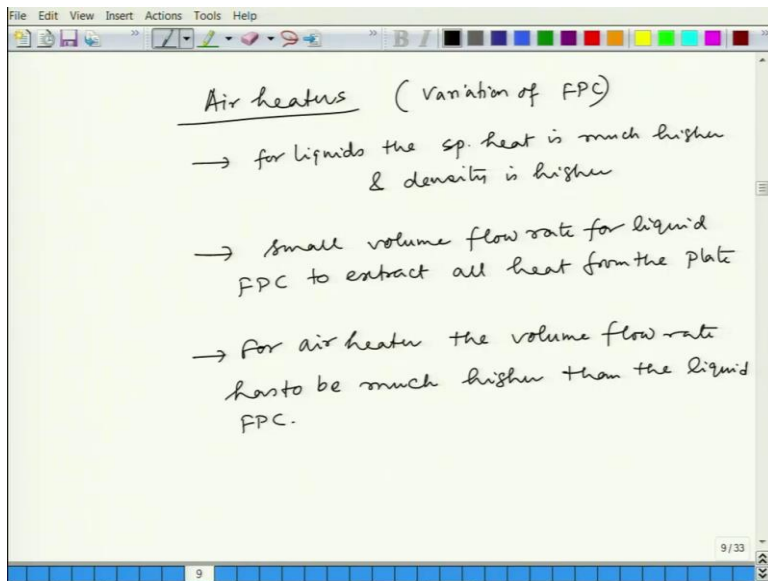 File Edit View Insert Actions Tools Help
B I
Air heaters (variation of FPC)
→ for liquids the sp. heat is much higher
& density is higher
→ small volume flow rate for liquid
FPC to extract all heat from the plate
→ For air heater the volume flow rate
has to be much higher than the liquid
FPC.
9/33
9